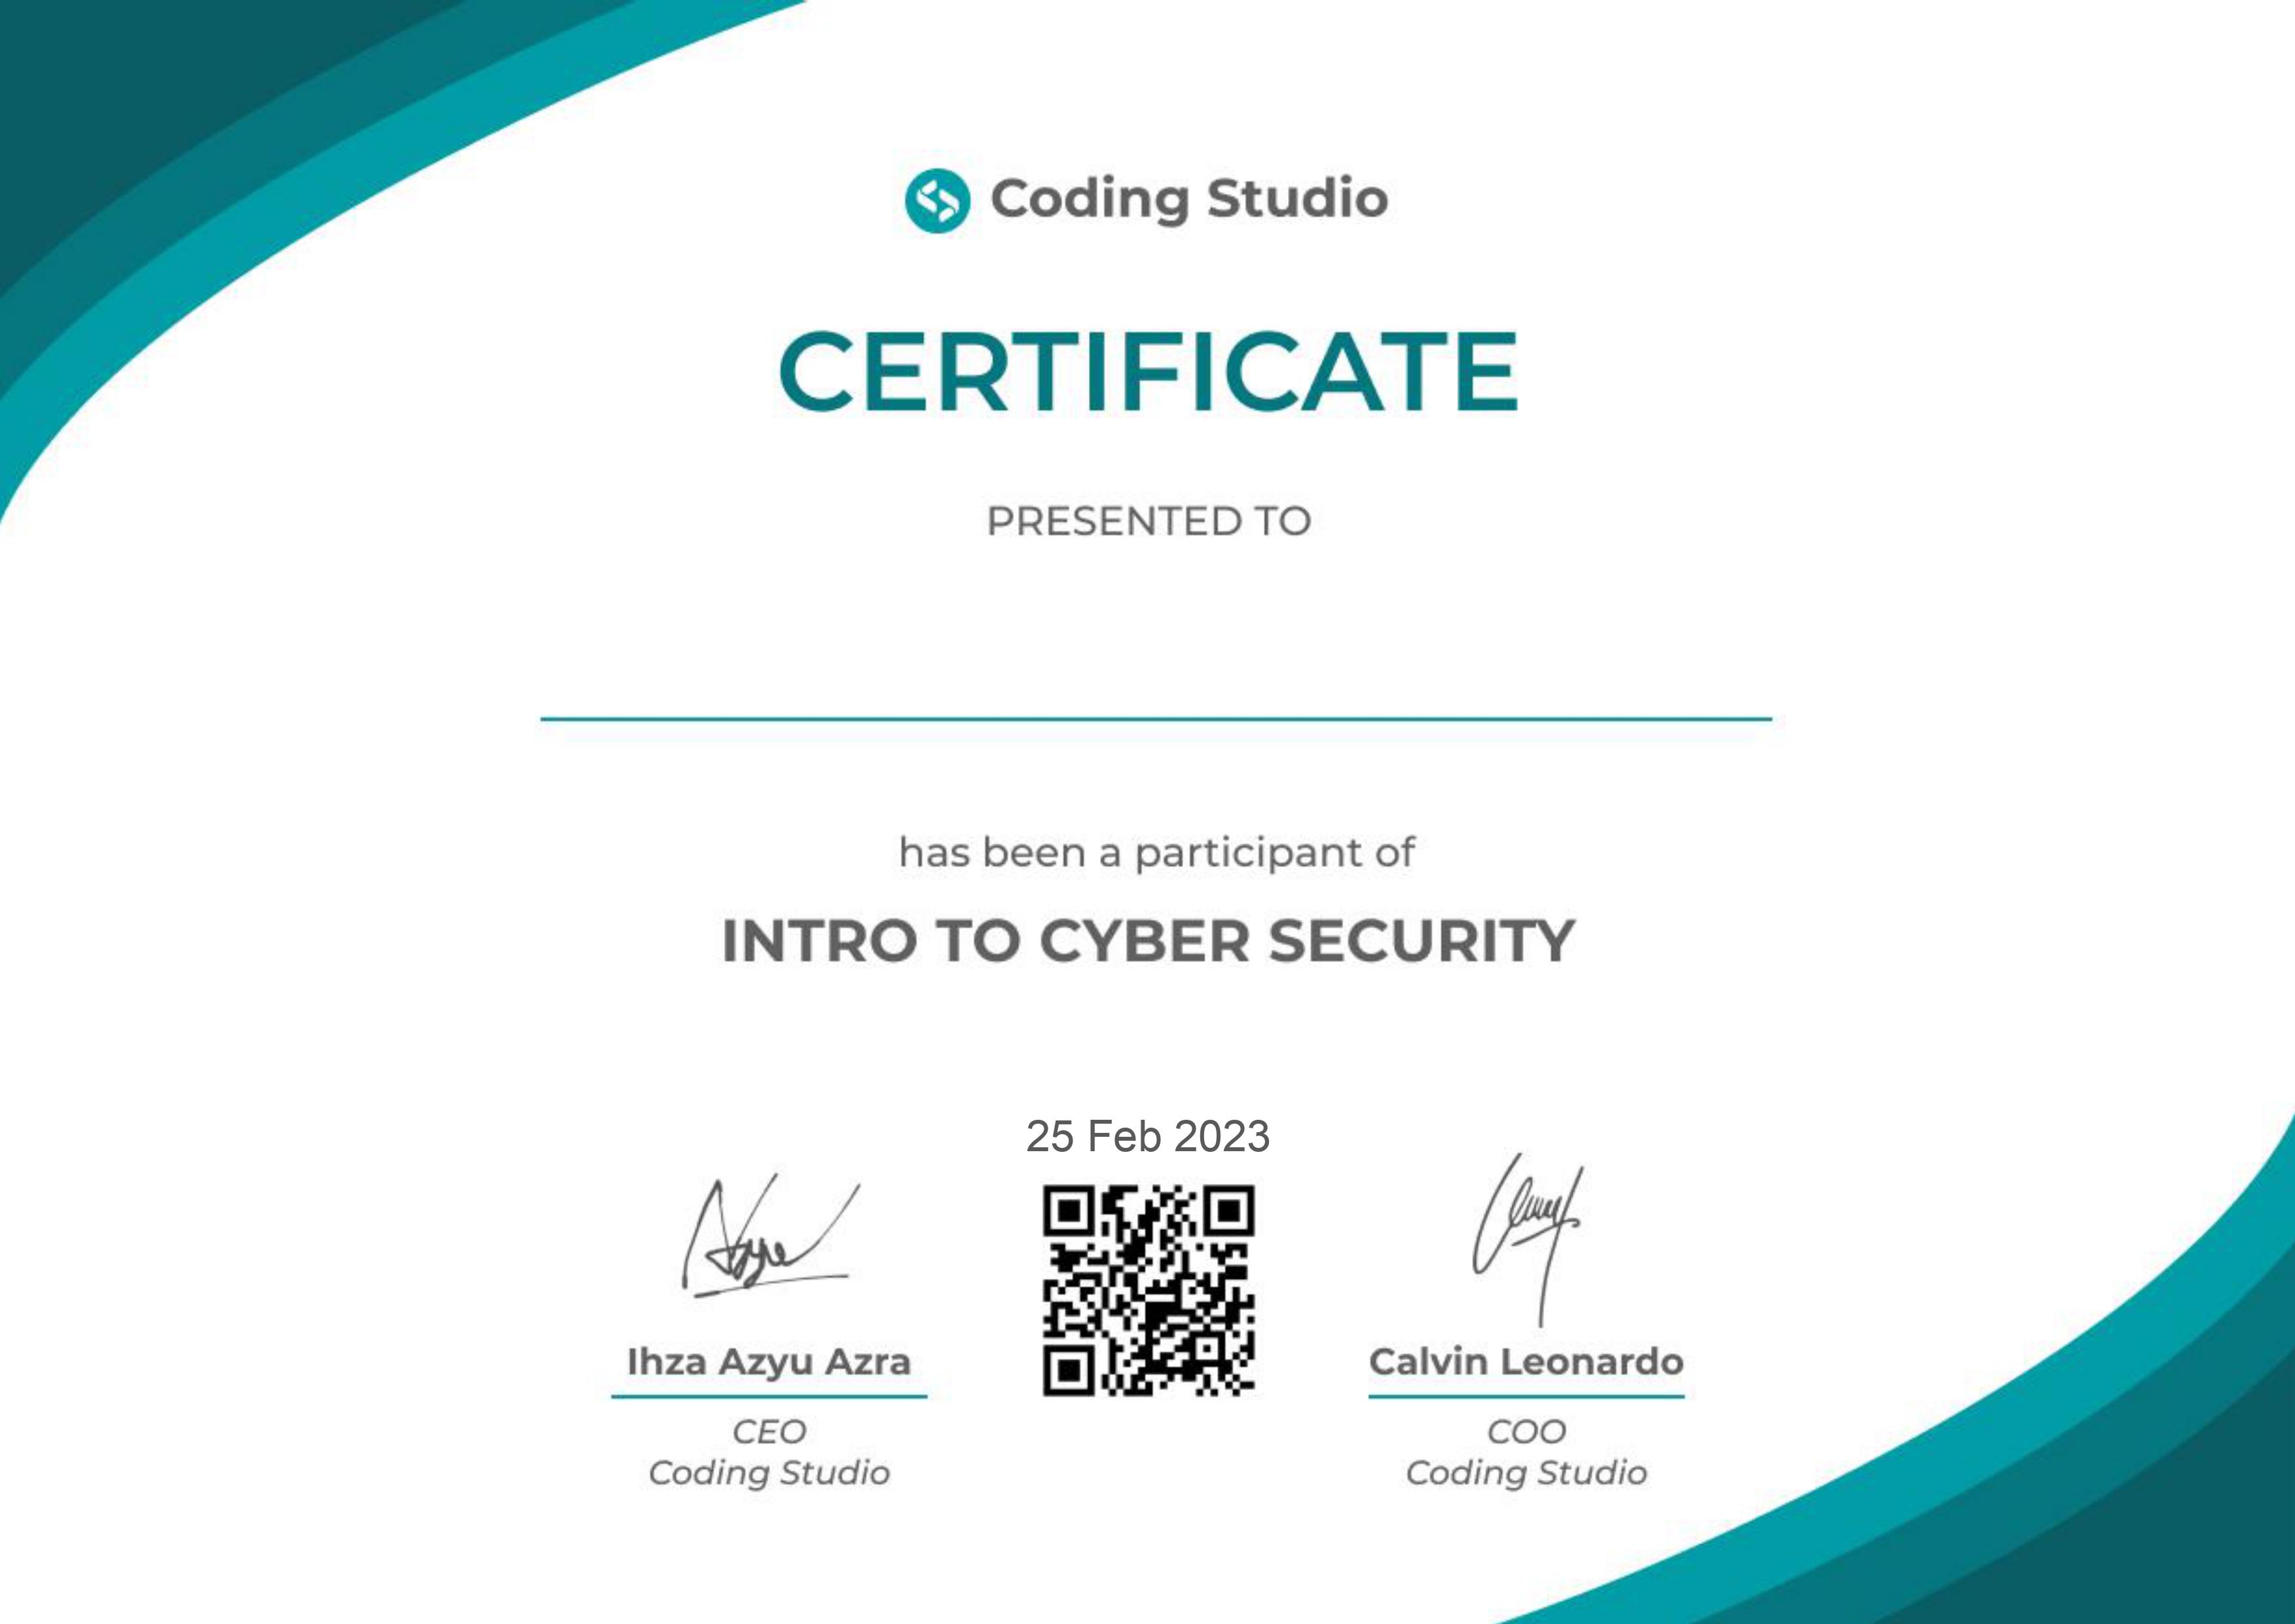 Coding Studio
CERTIFICATE
PRESENTED TO
has been a participant of
INTRO TO CYBER SECURITY
25 Feb 2023
Ihza Azyu Azra
CEO
Coding Studio
Calvin Leonardo
COO
Coding Studio